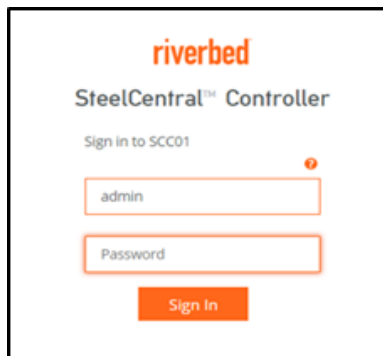 riverbed
SteelCentral™ Controller
Sign in to SCC01
?
admin
Password
Sign In